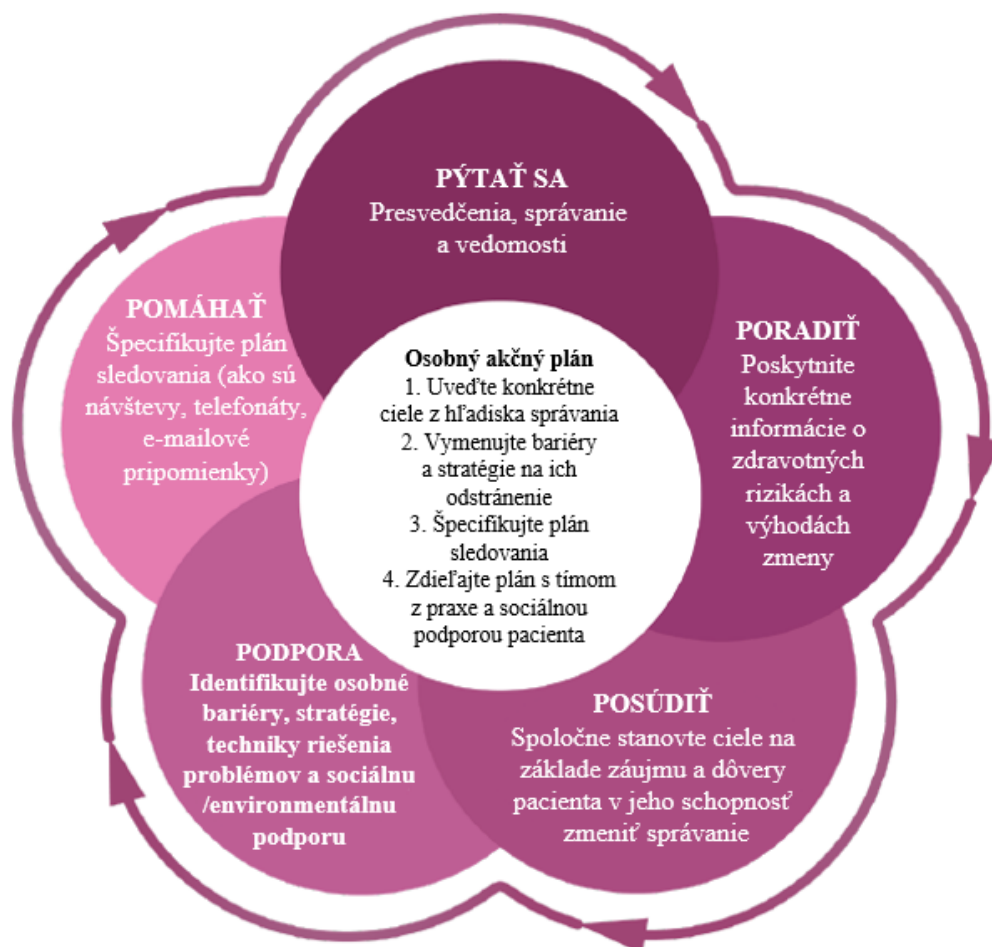 PÝTAŤ SA
Presvedčenia, správanie
a vedomosti
PORADIŤ
Poskytnite
konkrétne
informácie o
zdravotných
rizikách a
výhodách
zmeny
POSÚDIŤ
Spoločne stanovte ciele na
základe záujmu a dôvery
pacienta v jeho schopnosť
zmeniť správanie
PODPORA
Identifikujte osobné
bariéry, stratégie,
techniky riešenia
problémov a sociálnu
/environmentálnu
podporu
POMÁHAŤ
Špecifikujte plán
sledovania (ako sú
návštevy, telefonáty,
e-mailové
pripomienky)
Osobný akčný plán
1. Uveďte konkrétne
ciele z hľadiska správania
2. Vymenujte bariéry
a stratégie na ich
odstránenie
3. Špecifikujte plán
sledovania
4. Zdieľajte plán s tímom
z praxe a sociálnou
podporou pacienta